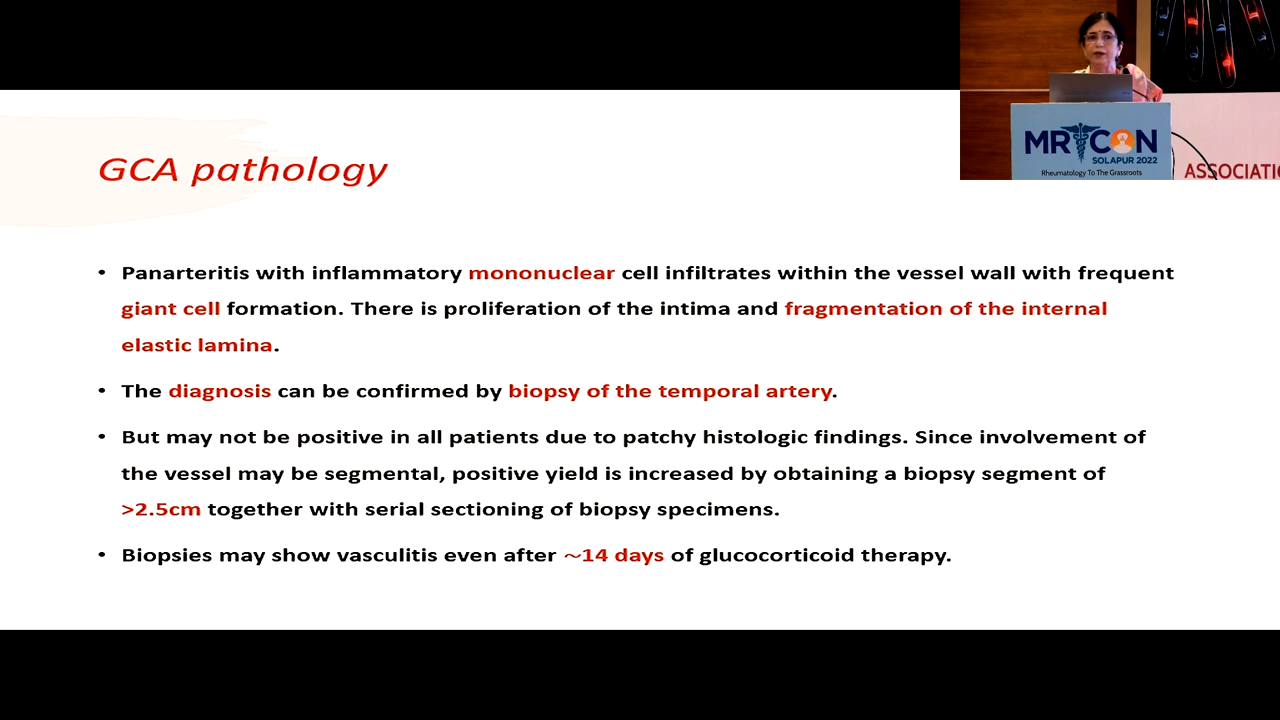 GCA pathology
• Panarteritis with inflammatory mononuclear cell infiltrates within the vessel wall with frequent
giant cell formation. There is proliferation of the intima and fragmentation of the internal
elastic lamina.
• The diagnosis can be confirmed by biopsy of the temporal artery.
• But may not be positive in all patients due to patchy histologic findings. Since involvement of
the vessel may be segmental, positive yield is increased by obtaining a biopsy segment of
>2.5cm together with serial sectioning of biopsy specimens.
• Biopsies may show vasculitis even after ~14 days of glucocorticoid therapy.
MRTCON
SOLAPUR 2022
Rheumatology To The Grassroots
ASSOCIATI